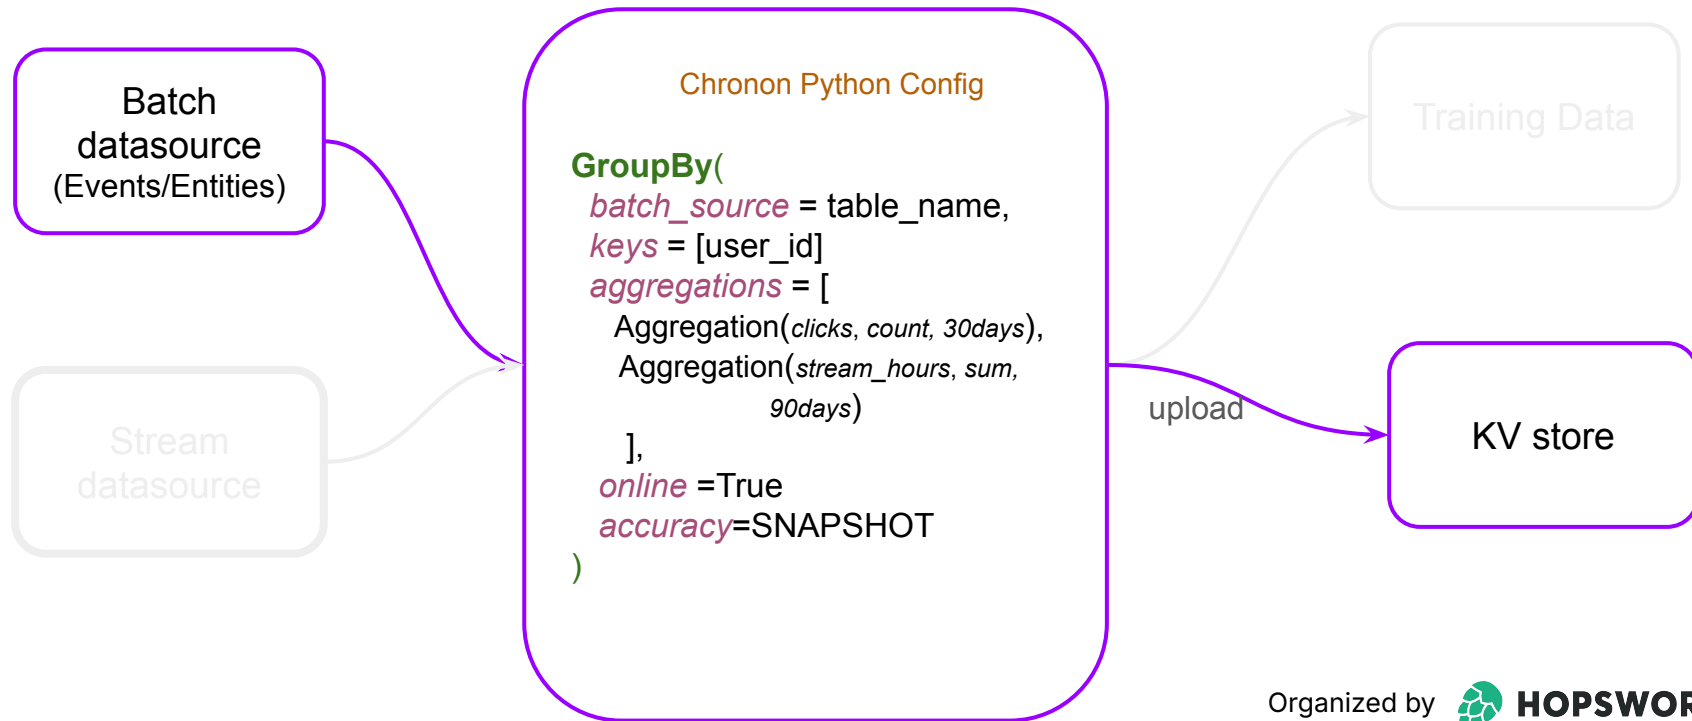 Batch
datasource
(Events/Entities)
Stream
datasource
Chronon Python Config
GroupBy(
batch_source = table_name,
keys = [user_id]
aggregations = [
Aggregation(clicks, count, 30days),
Aggregation(stream_hours, sum,
90days)
],
online =True
accuracy=SNAPSHOT
)
upload
Training Data
KV store
Organized by HOPSWOR